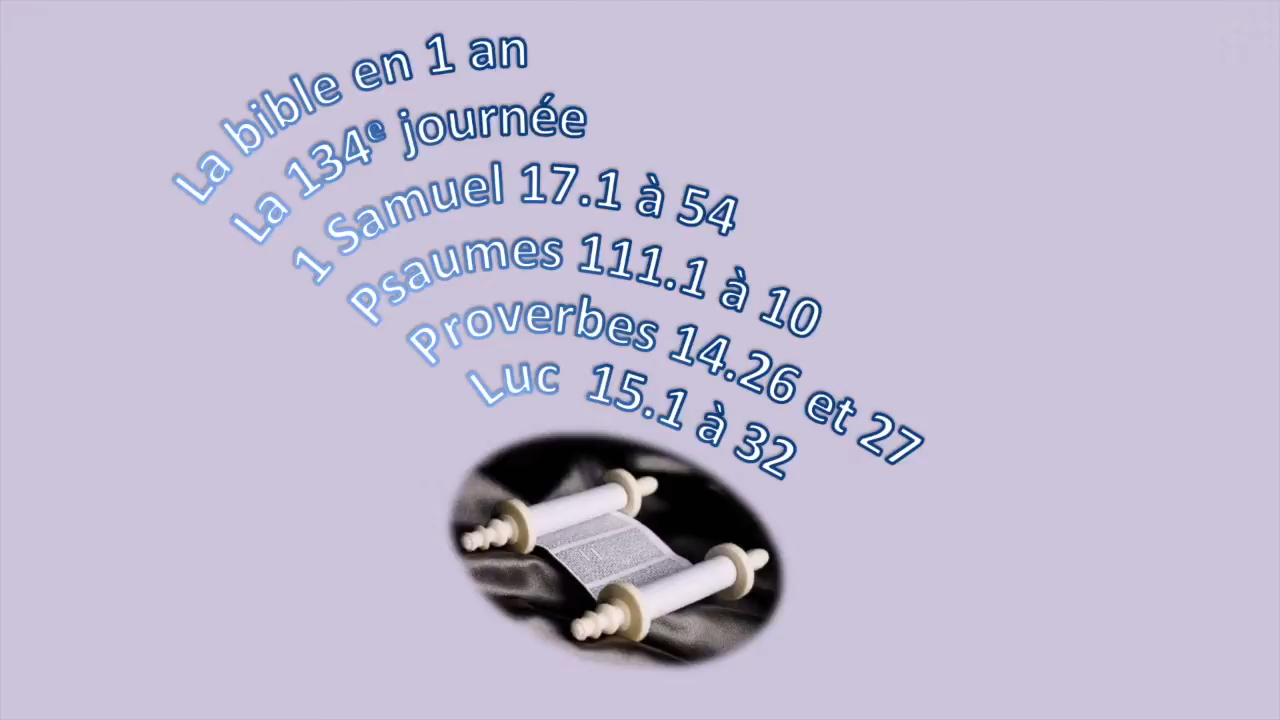 La bible en 1 an
La 134e journée
1 Samuel 17.1 à 54
Psaumes 111.1 à 10
Proverbes 14.26 et 27
Luc 15.1 à 32